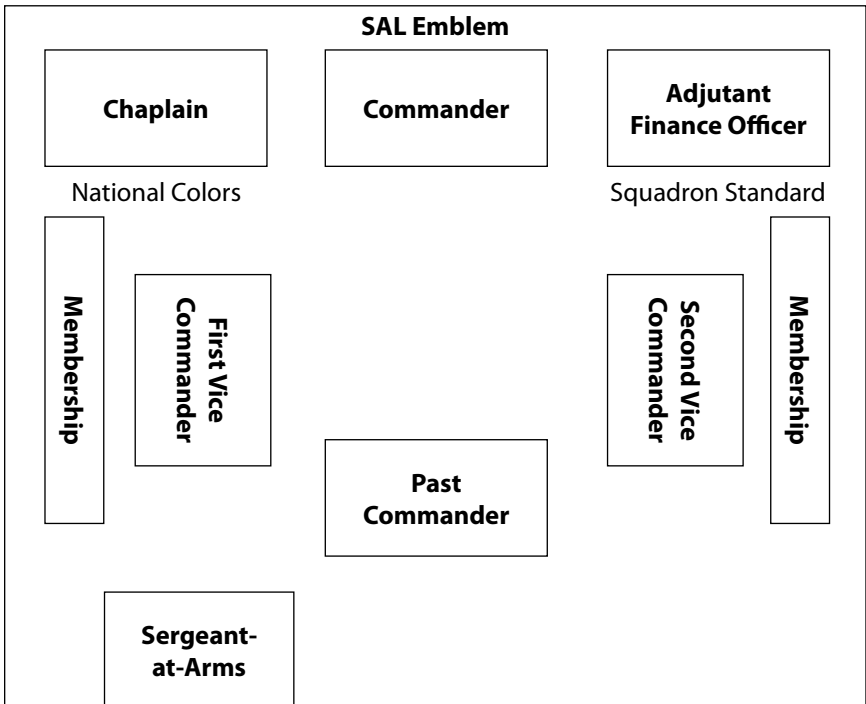 SAL Emblem
Chaplain
Commander
Adjutant
Finance Officer
National Colors
Squadron Standard
Membership
First Vice
Commander
Second Vice
Commander
Membership
Past
Commander
Sergeant-
at-Arms